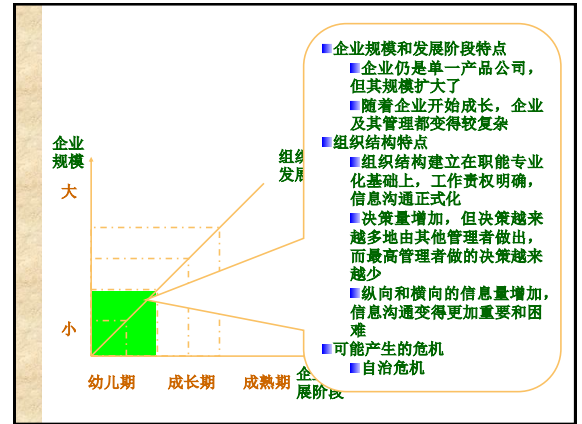 企业
规模
大
小
组织
发展
幼儿期
成长期
成熟期
企
展阶段
企业规模和发展阶段特点
企业仍是单一产品公司，
但其规模扩大了
随着企业开始成长，企业
及其管理都变得较复杂
组织结构特点
组织结构建立在职能专业
化基础上，工作责权明确，
信息沟通正式化
决策量增加，但决策越来
越多地由其他管理者做出，
而最高管理者做的决策越来
越少
纵向和横向的信息量增加，
信息沟通变得更加重要和困
难
可能产生的危机
自治危机